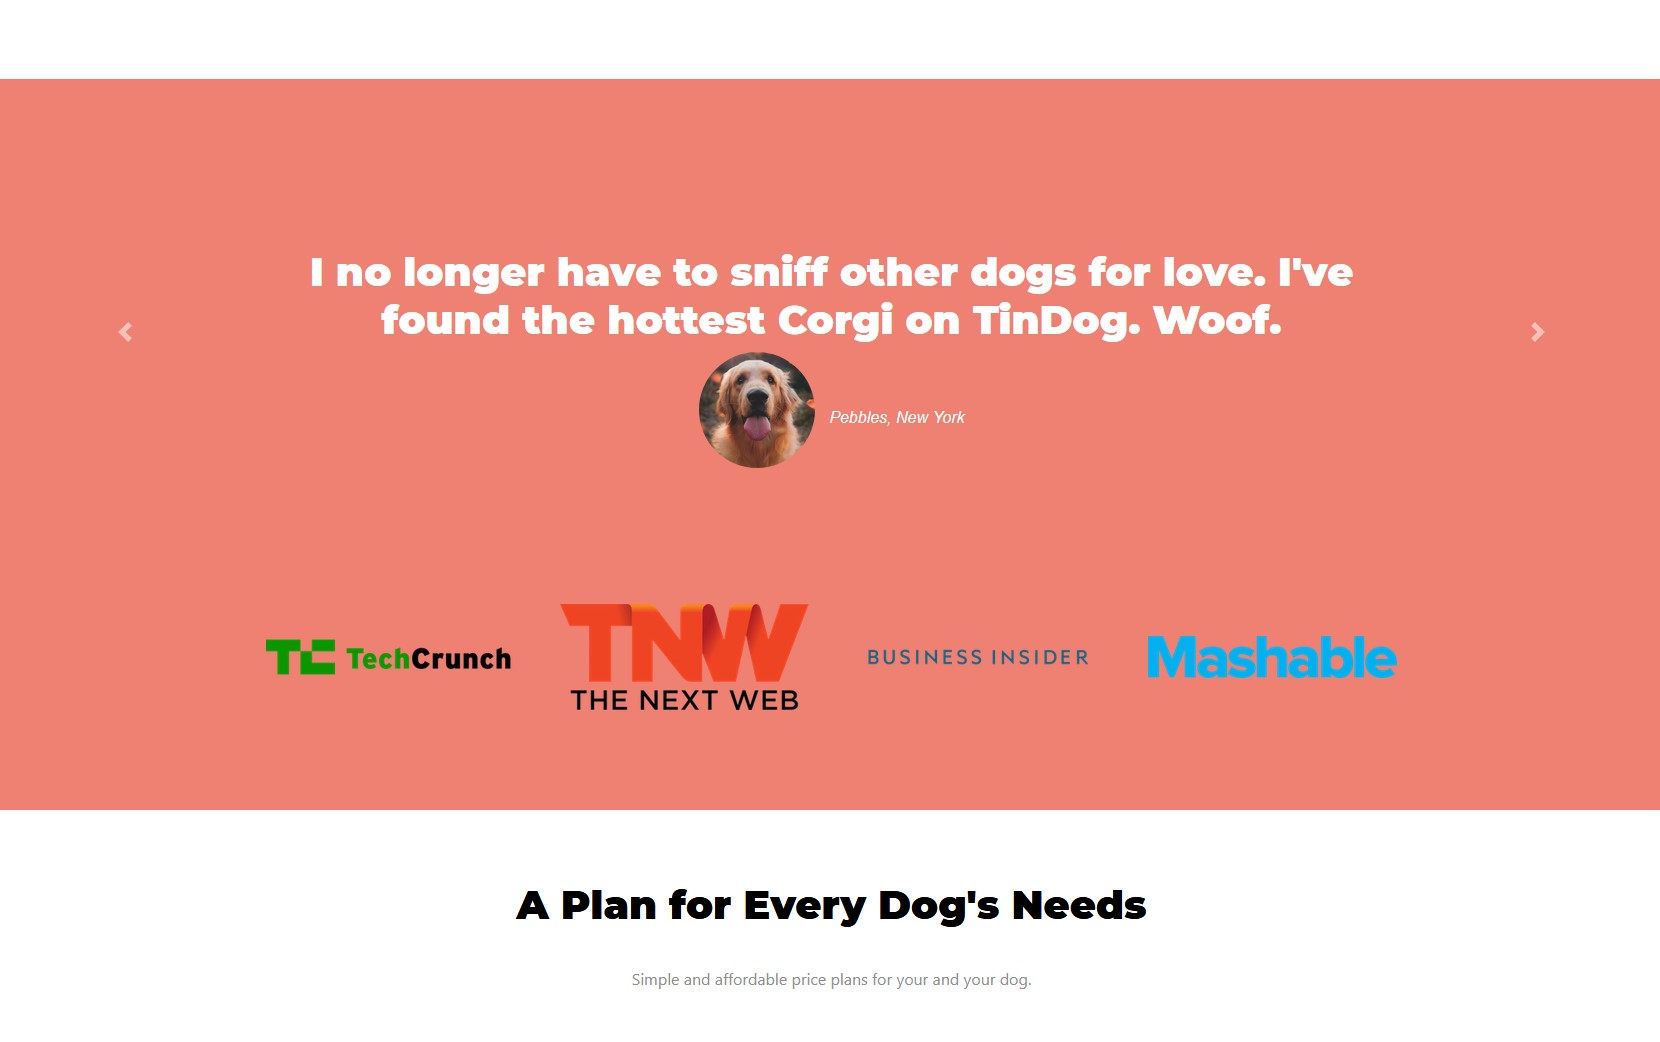 I no longer have to sniff other dogs for love. I've
found the hottest Corgi on TinDog. Woof.
Pebbles, New York
TC TechCrunch
TNW
THE NEXT WEB
BUSINESS INSIDER
Mashable
A Plan for Every Dog's Needs
Simple and affordable price plans for your and your dog.